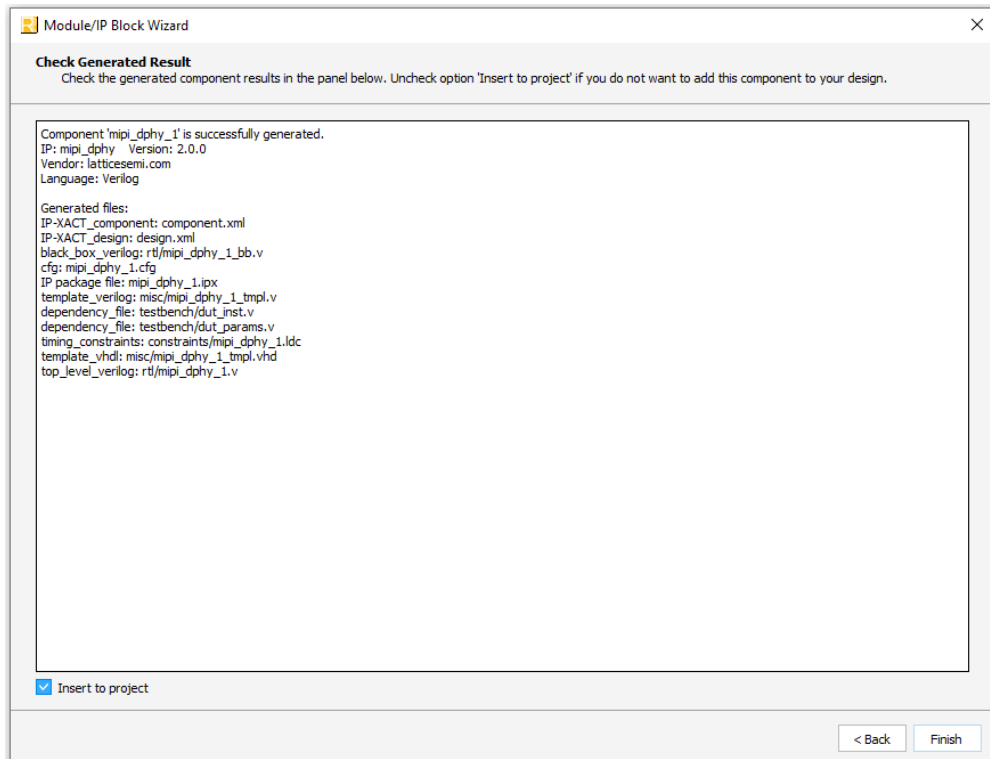 Module/IP Block Wizard
Check Generated Result
Check the generated component results in the panel below. Uncheck option 'Insert to project' if you do not want to add this component to your design.
Component 'mipi_dphy_1' is successfully generated.
IP: mipi_dphy    Version: 2.0.0
Vendor: latticesemi.com
Language: Verilog
Generated files:
IP-XACT_component: component.xml
IP-XACT_design: design.xml
black_box_verilog: rtl/mipi_dphy_1_bb.v
cfg: mipi_dphy_1.cfg
IP package file: mipi_dphy_1.ipx
template_verilog: misc/mipi_dphy_1_tmpl.v
dependency_file: testbench/dut_inst.v
dependency_file: testbench/dut_params.v
timing_constraints: constraints/mipi_dphy_1.ldc
template_vhdl: misc/mipi_dphy_1_tmpl.vhd
top_level_verilog: rtl/mipi_dphy_1.v
Insert to project
< Back    Finish